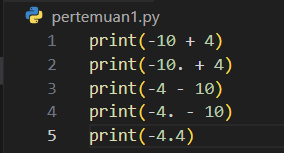 pertemuan1.py
1 print(-10 + 4)
2 print(-10. + 4)
3 print(-4 - 10)
4 print(-4. - 10)
5 print(-4.4)